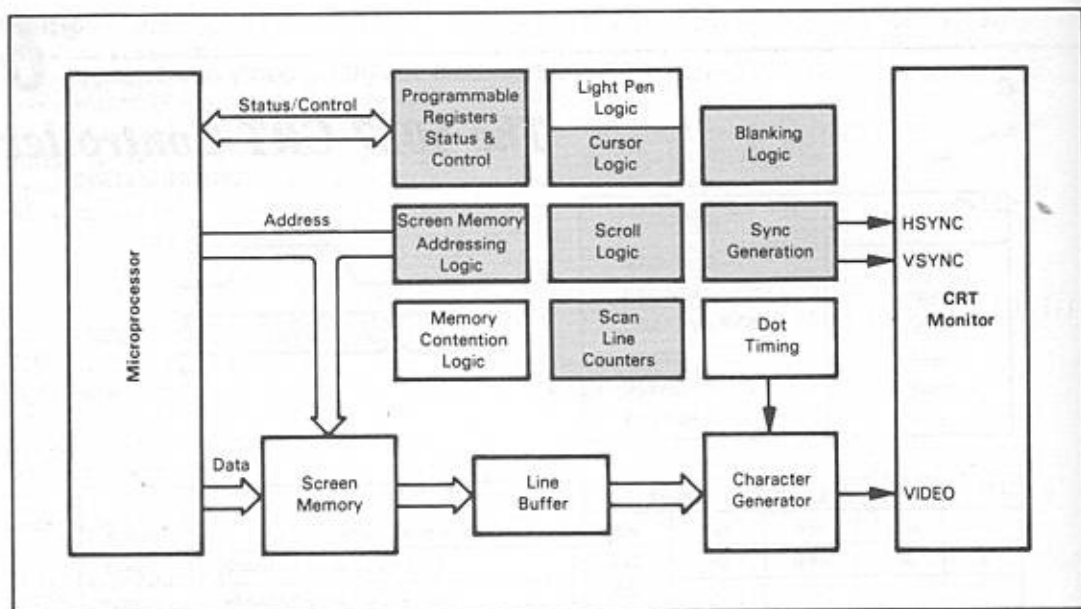 Microprocessor
Status/Control
Programmable
Registers
Status &
Control
Light Pen
Logic
Cursor
Logic
Blanking
Logic
Address
Screen Memory
Addressing
Logic
Scroll
Logic
Sync
Generation
HSYNC
VSYNC
CRT
Monitor
Memory
Contention
Logic
Scan
Line
Counters
Dot
Timing
Data
Screen
Memory
Line
Buffer
Character
Generator
VIDEO